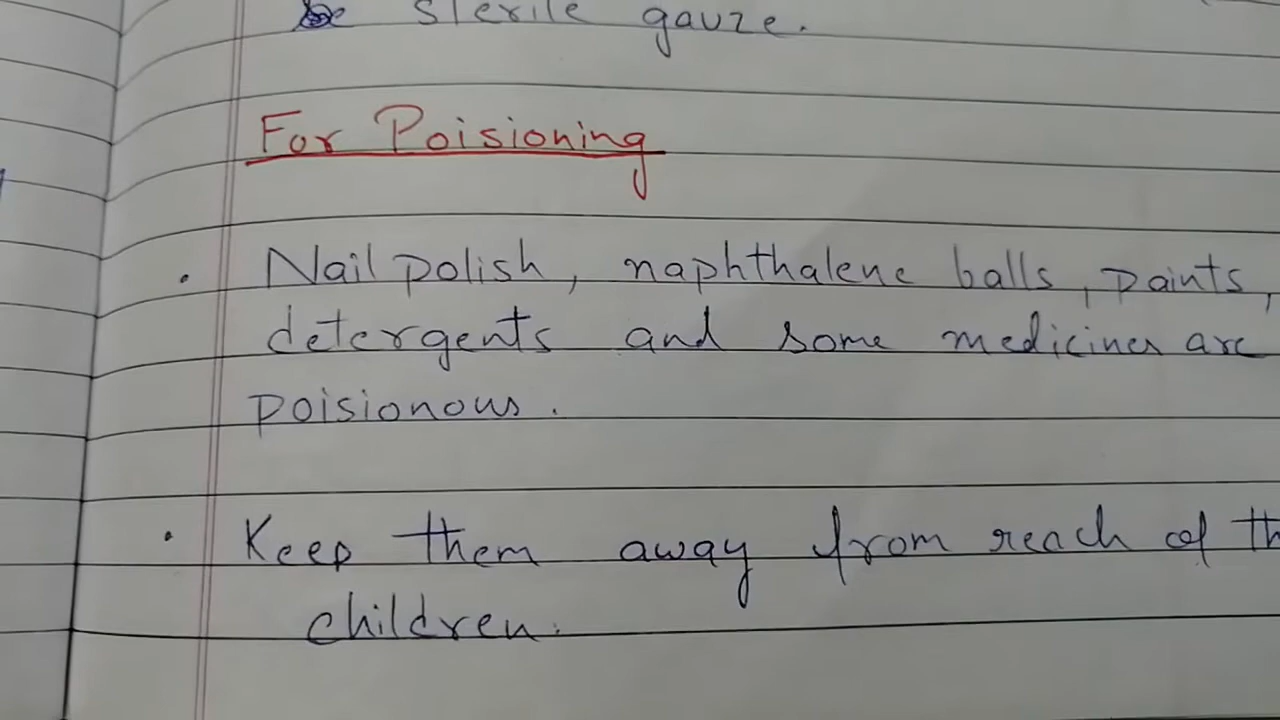 sterile gauze.
For Poisioning
. Nail polish, naphthalene balls, paints,
detergents and some medicines are
poisionous.
. Keep them away from reach of th
children.